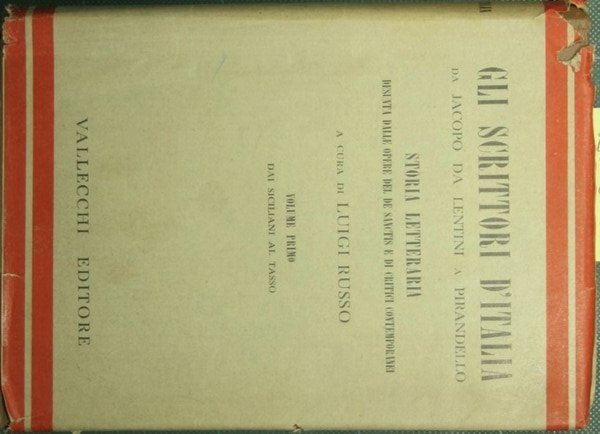 GLI SCRITTORI D'ITALIA
DA JACOPO DA LENTINI A PIRANDELLO
STORIA LETTERARIA
DESUNTA DALLE OPERE DEL DE SANCTIS E DI CRITICI CONTEMPORANEI
A CURA DI LUIGI RUSSO
VOLUME PRIMO
DAI SICILIANI AL TASSO
VALLECCHI EDITORE